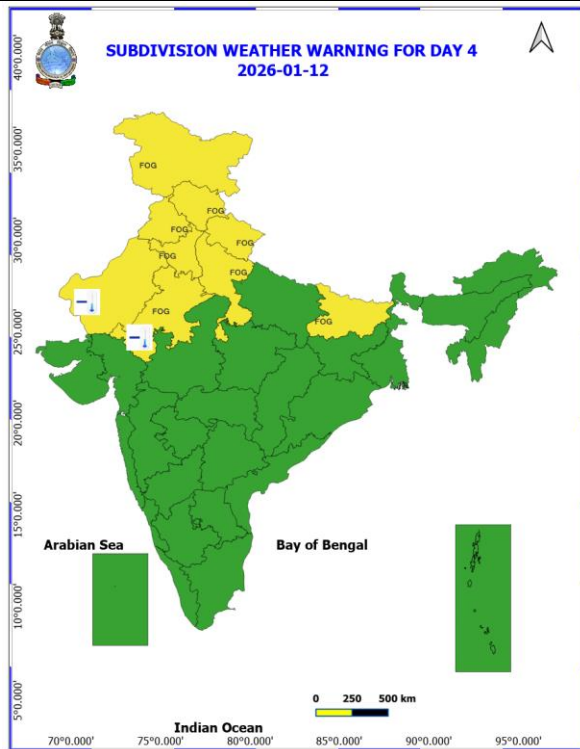 SUBDIVISION WEATHER WARNING FOR DAY 4
2026-01-12
40°0.000'
35°0.000'
30°0.000'
25°0.000'
20°0.000'
15°0.000'
10°0.000'
5°0.000'
FOG
FOG
FOG
FOG
FOG
FOG
FOG
FOG
Arabian Sea
Bay of Bengal
0 250 500 km
Indian Ocean
70°0.000' 75°0.000' 80°0.000' 85°0.000' 90°0.000' 95°0.000'